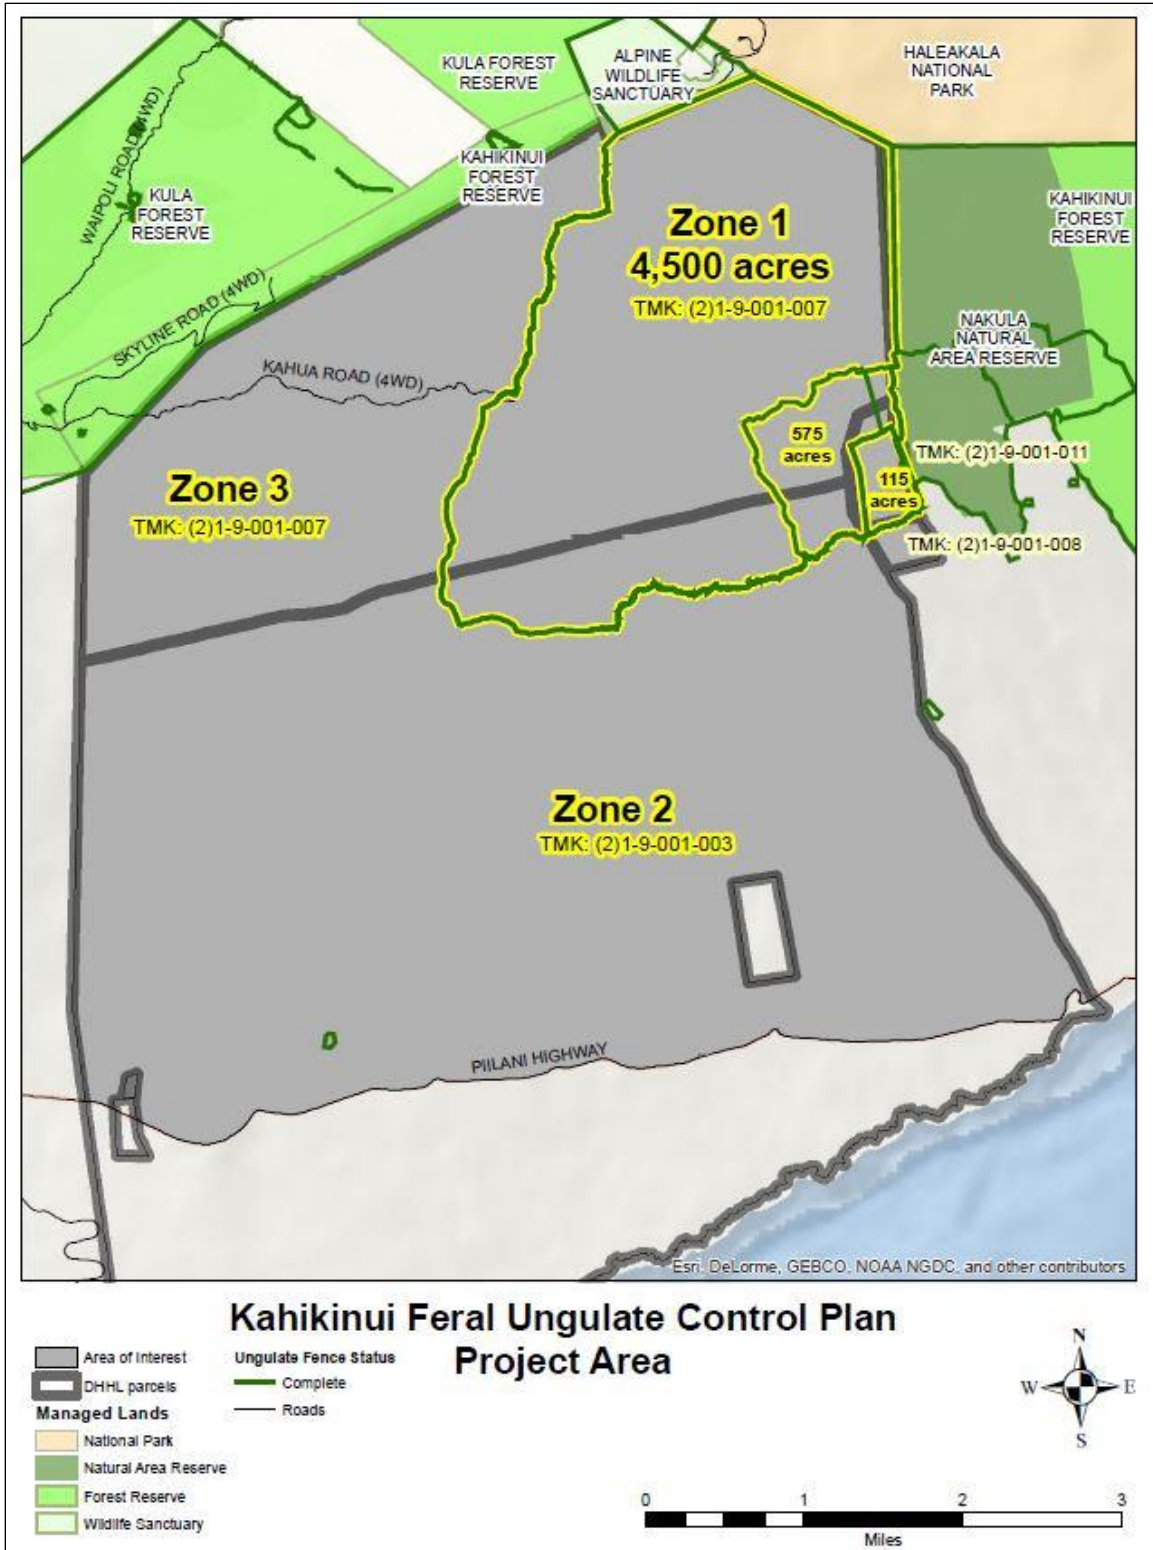 KULA FOREST
RESERVE
ALPINE
WILDLIFE
SANCTUARY
HALEAKALA
NATIONAL
PARK
WAIPOLI ROAD (4WD)
KULA
FOREST
RESERVE
KAHIKINUI
FOREST
RESERVE
Zone 1
4,500 acres
TMK: (2)1-9-001-007
KAHIKINUI
FOREST
RESERVE
SKYLINE ROAD (4WD)
NAKULA
NATURAL
AREA RESERVE
KAHUA ROAD (4WD)
575
acres
TMK: (2)1-9-001-011
115
acres
Zone 3
TMK: (2)1-9-001-007
TMK: (2)1-9-001-008
Zone 2
TMK: (2)1-9-001-003
PIILANI HIGHWAY
Esri, DeLorme, GEBCO, NOAA NGDC, and other contributors
Kahikinui Feral Ungulate Control Plan
Project Area
Area of Interest
DHHL parcels
Managed Lands
National Park
Natural Area Reserve
Forest Reserve
Wildlife Sanctuary
Ungulate Fence Status
Complete
Roads
N
W E
S
0 1 2 3
Miles